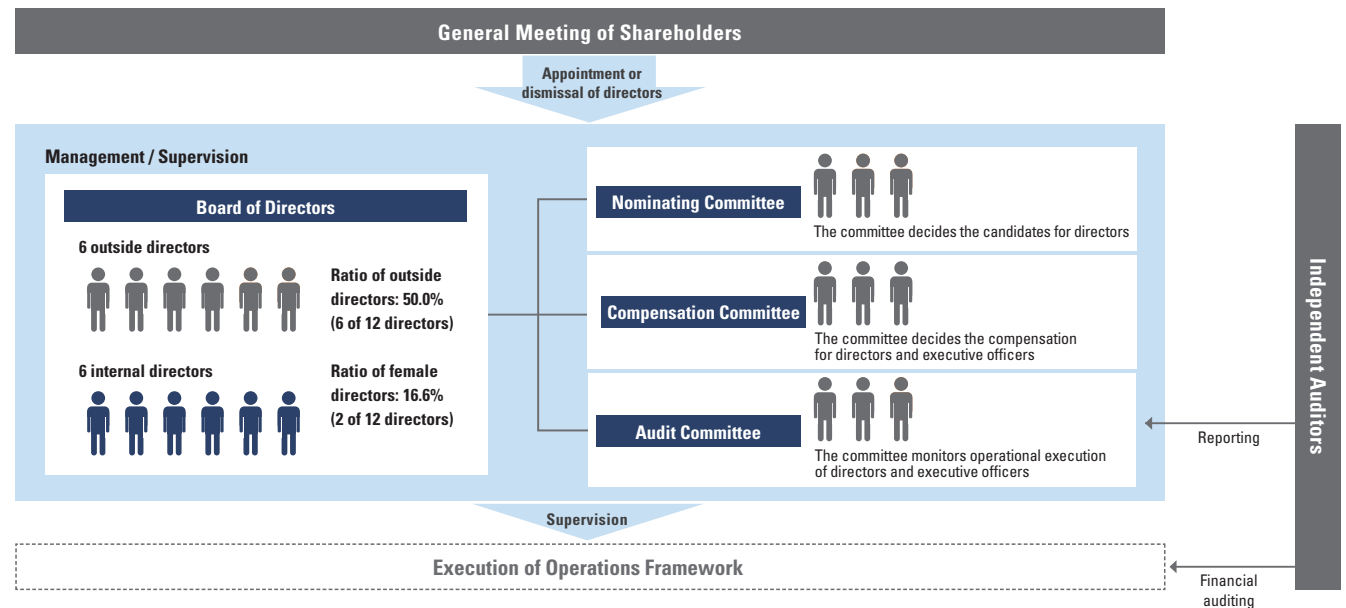 General Meeting of Shareholders
Appointment or
dismissal of directors
Management / Supervision
Board of Directors
6 outside directors
Ratio of outside
directors: 50.0%
(6 of 12 directors)
6 internal directors
Ratio of female
directors: 16.6%
(2 of 12 directors)
Nominating Committee
The committee decides the candidates for directors
Compensation Committee
The committee decides the compensation
for directors and executive officers
Audit Committee
The committee monitors operational execution
of directors and executive officers
Independent Auditors
Reporting
Supervision
Execution of Operations Framework
Financial
auditing